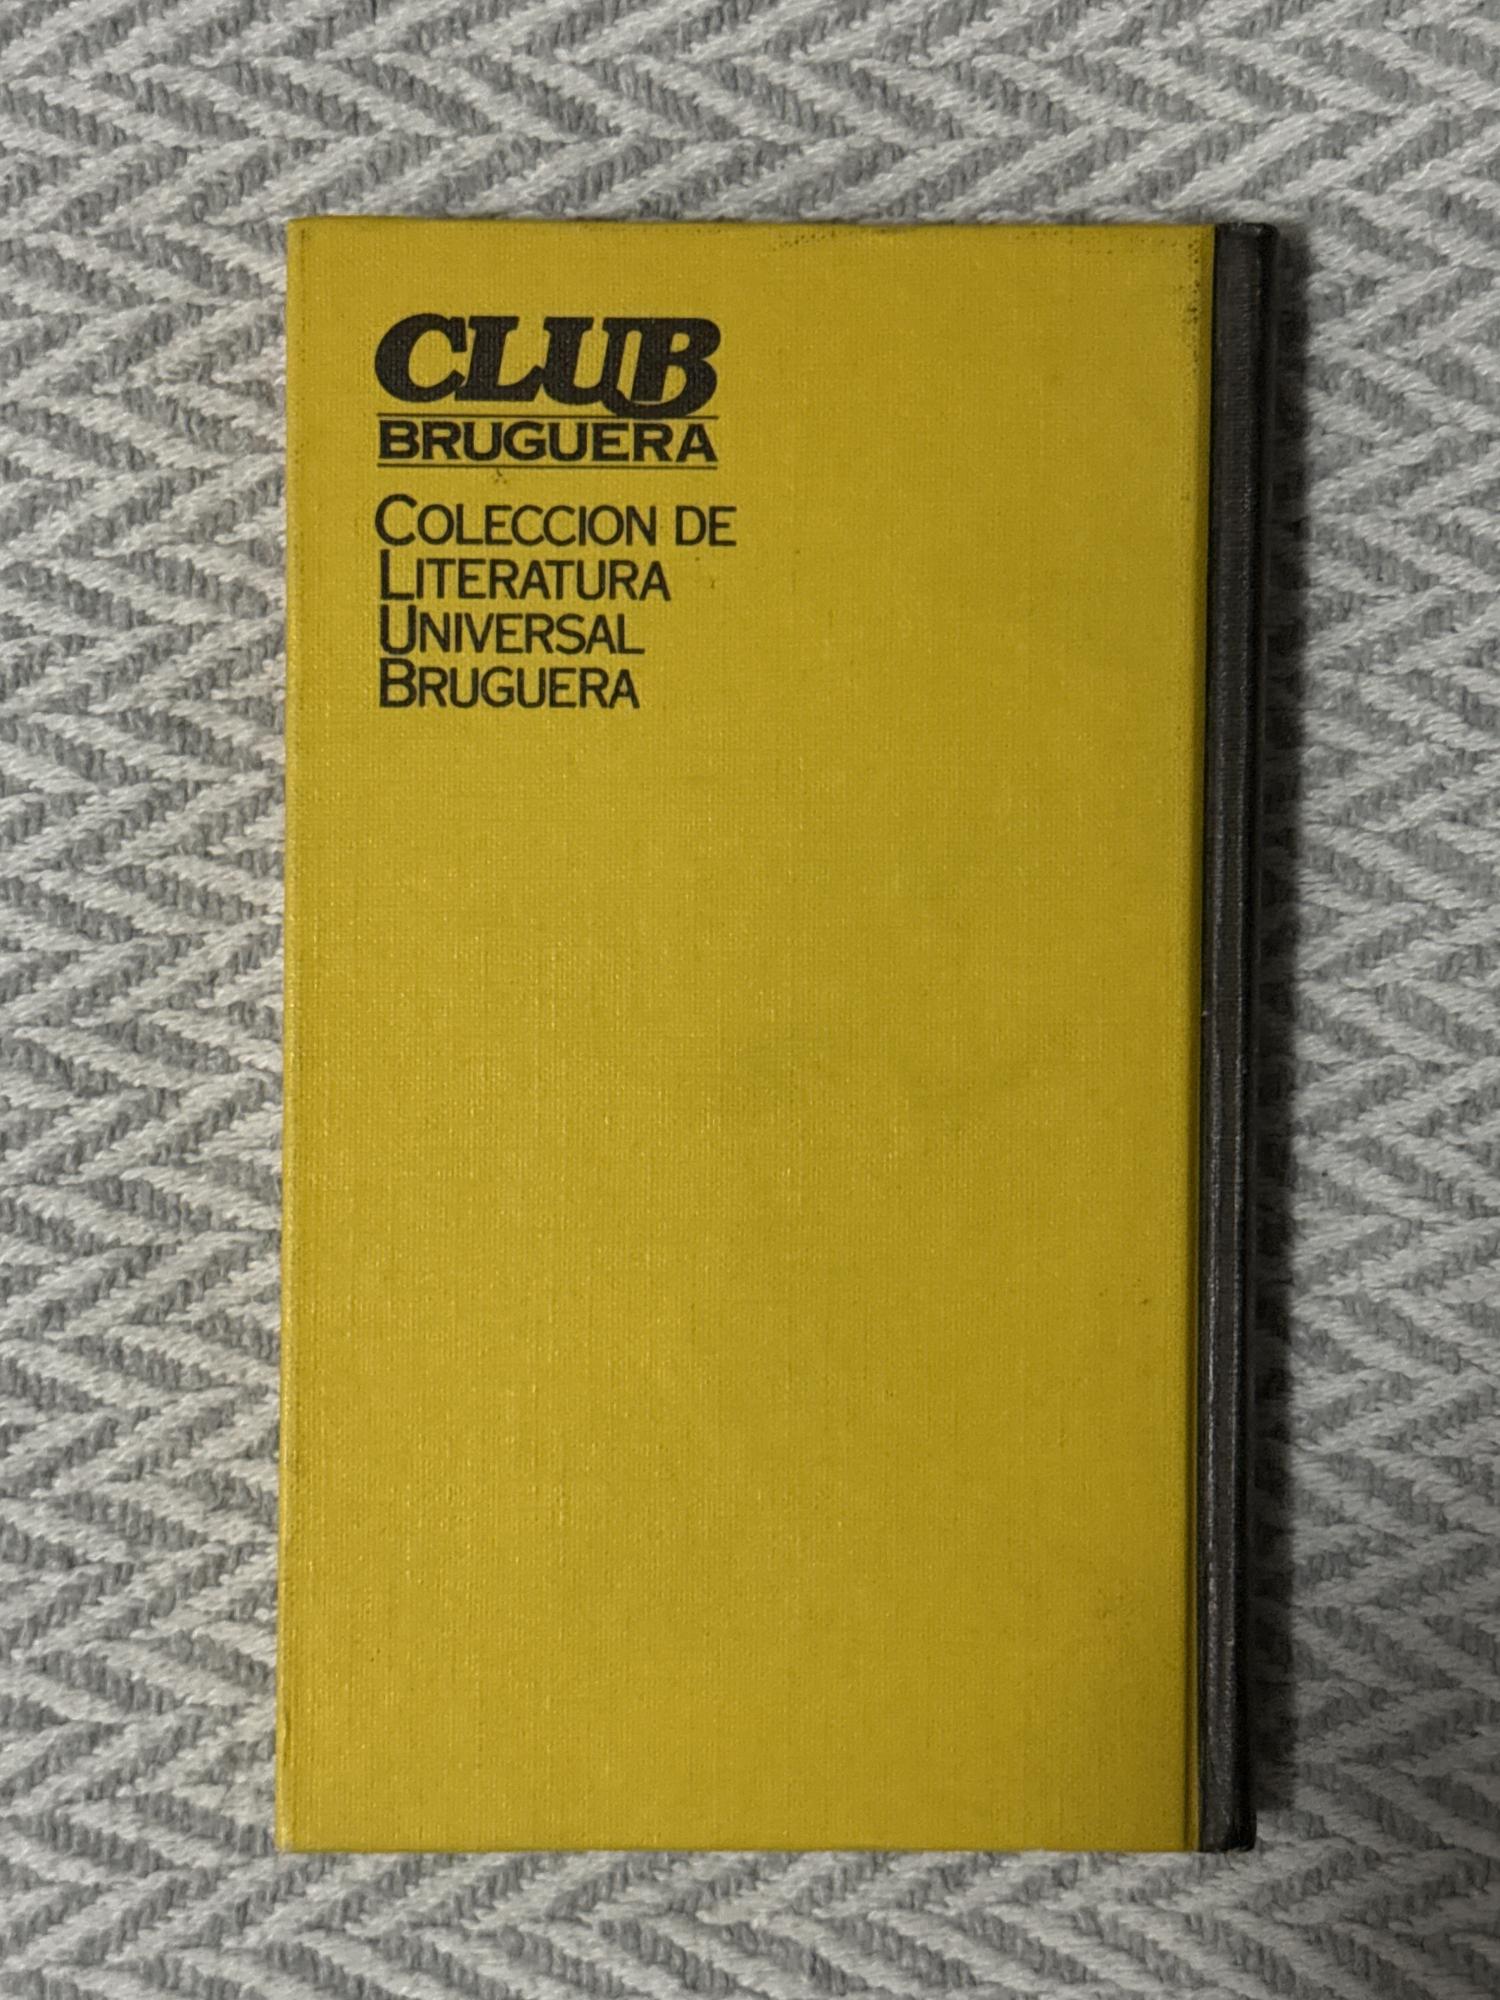 CLUB
BRUGUERA
COLECCION DE
LITERATURA
UNIVERSAL
BRUGUERA